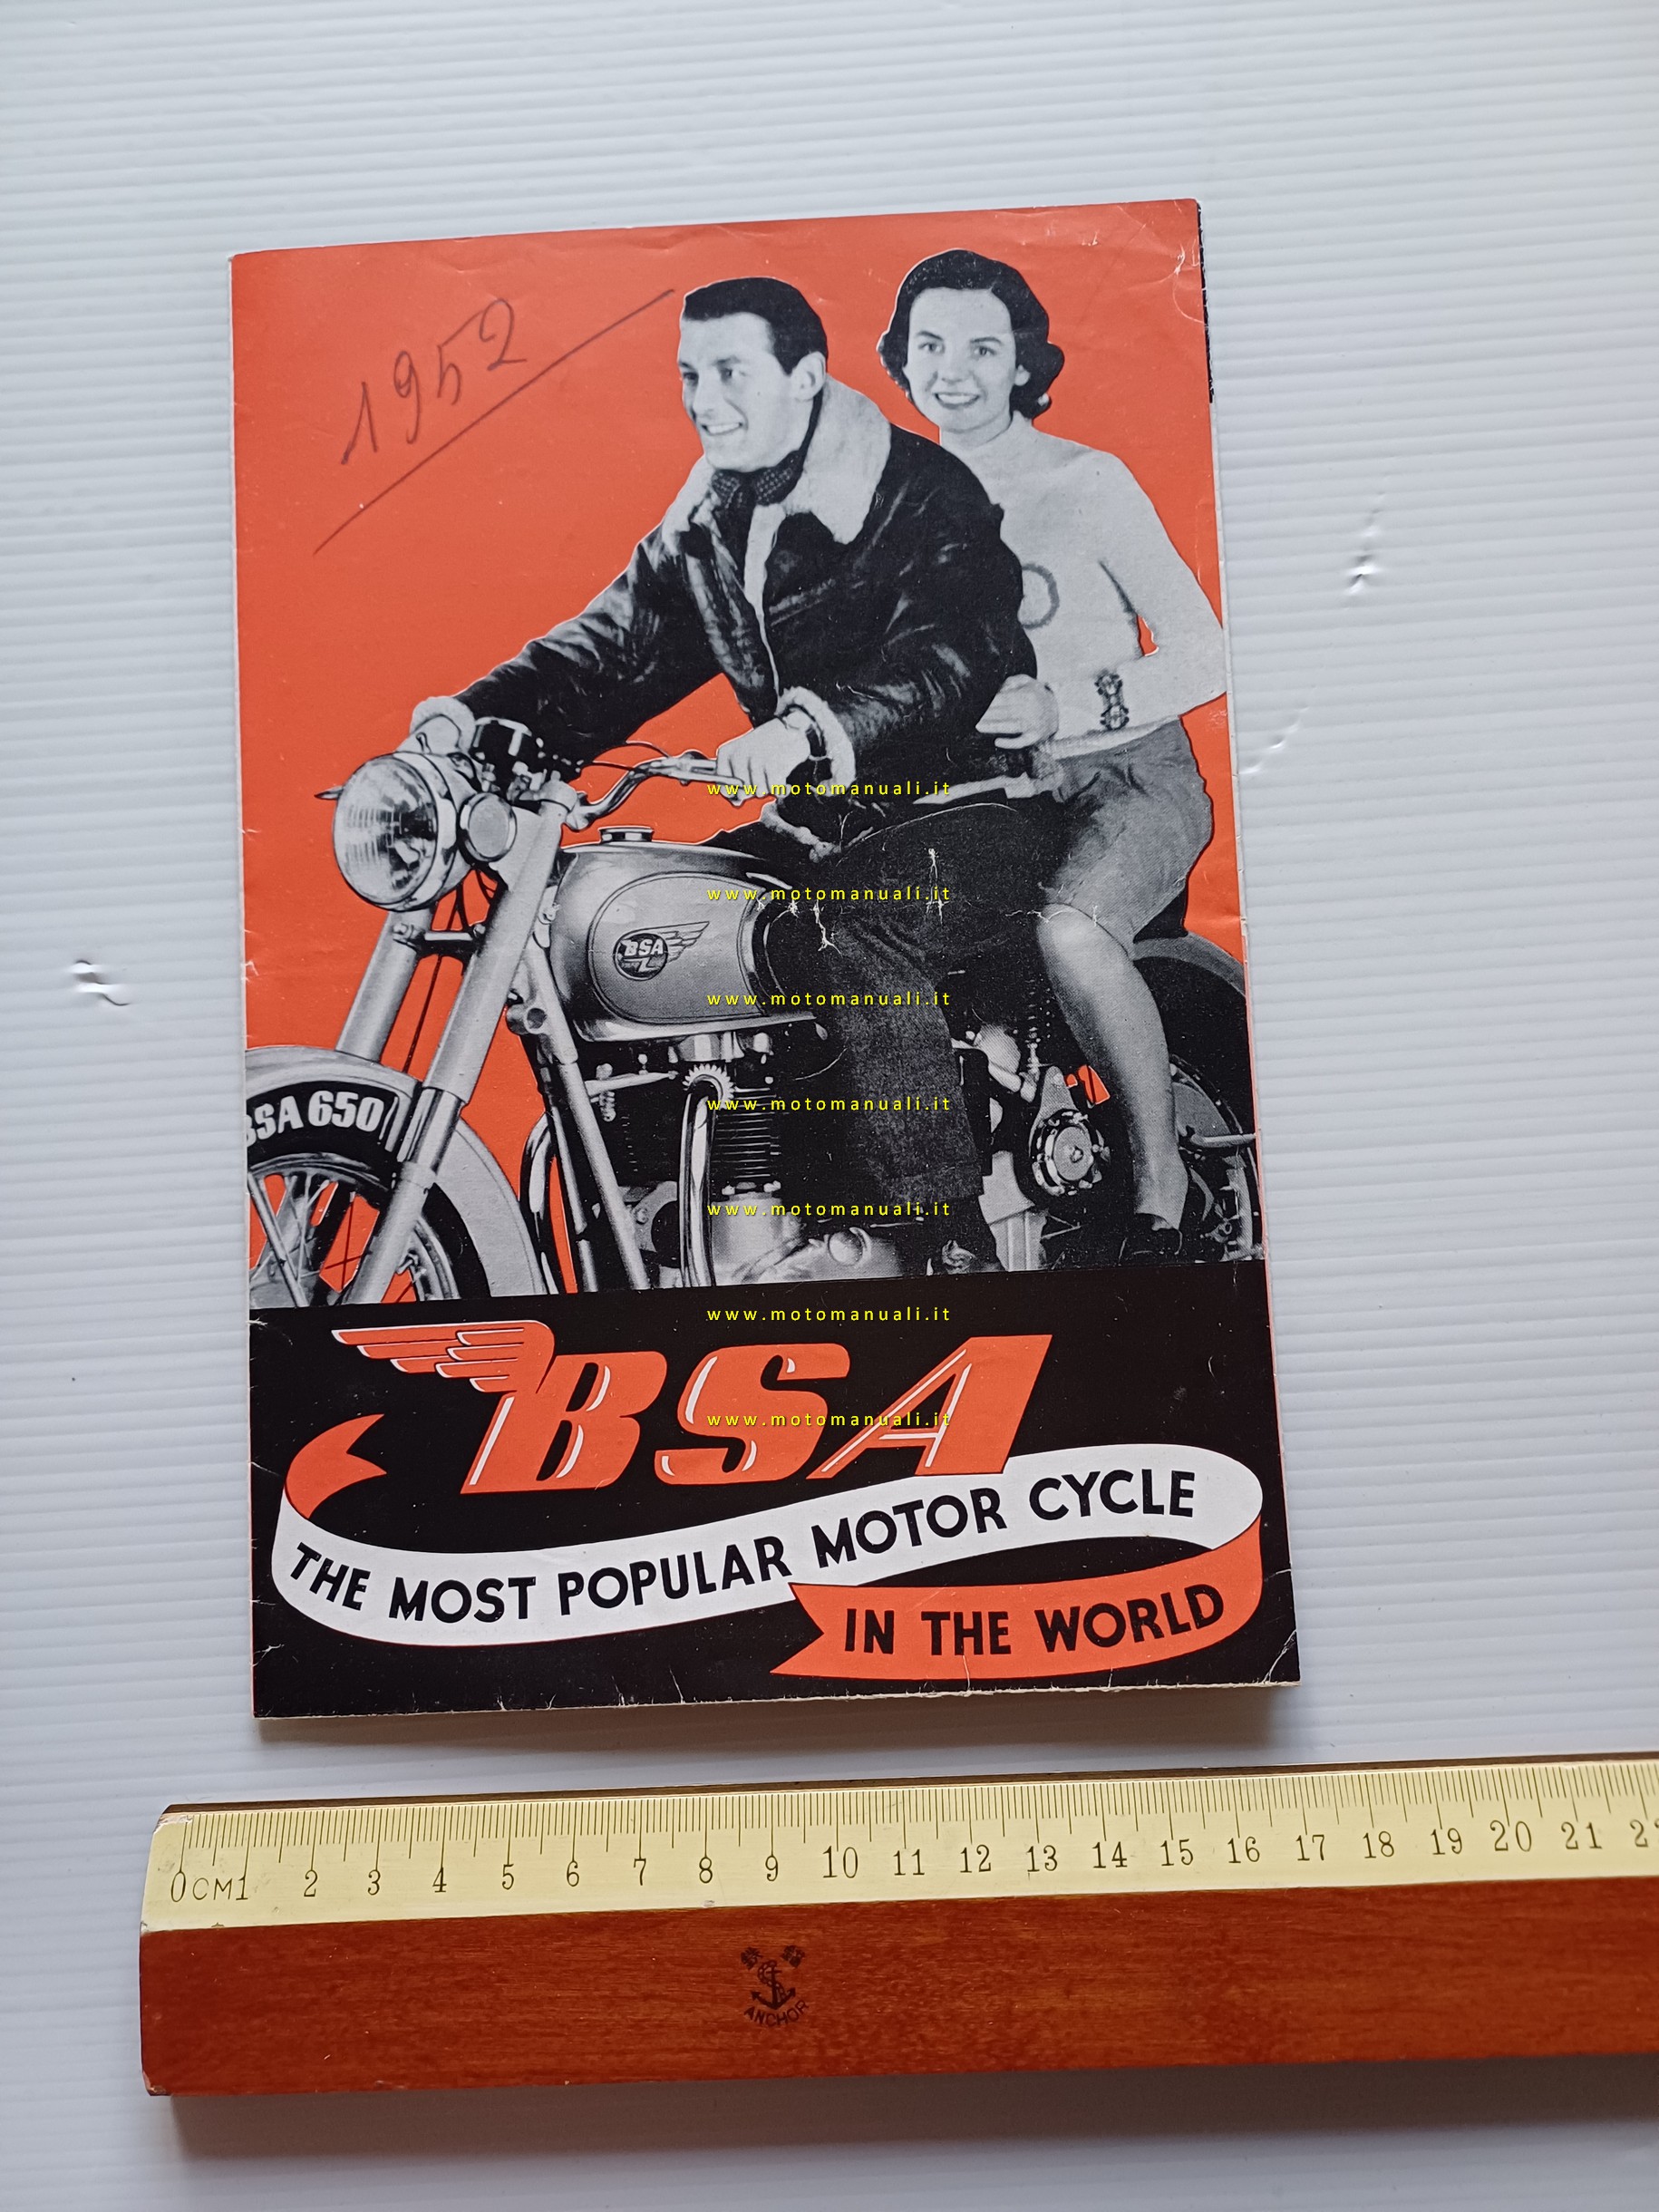 1952
www.motomanuali.it
BSA
www.motomanuali.it
www.motomanuali.it
BSA 650
www.motomanuali.it
www.motomanuali.it
www.motomanuali.it
BSA
www.motomanuali.it
THE MOST POPULAR MOTOR CYCLE
IN THE WORLD
0CM1 2 3 4 5 6 7 8 9 10 11 12 13 14 15 16 17 18 19 20 21
ANCHOR